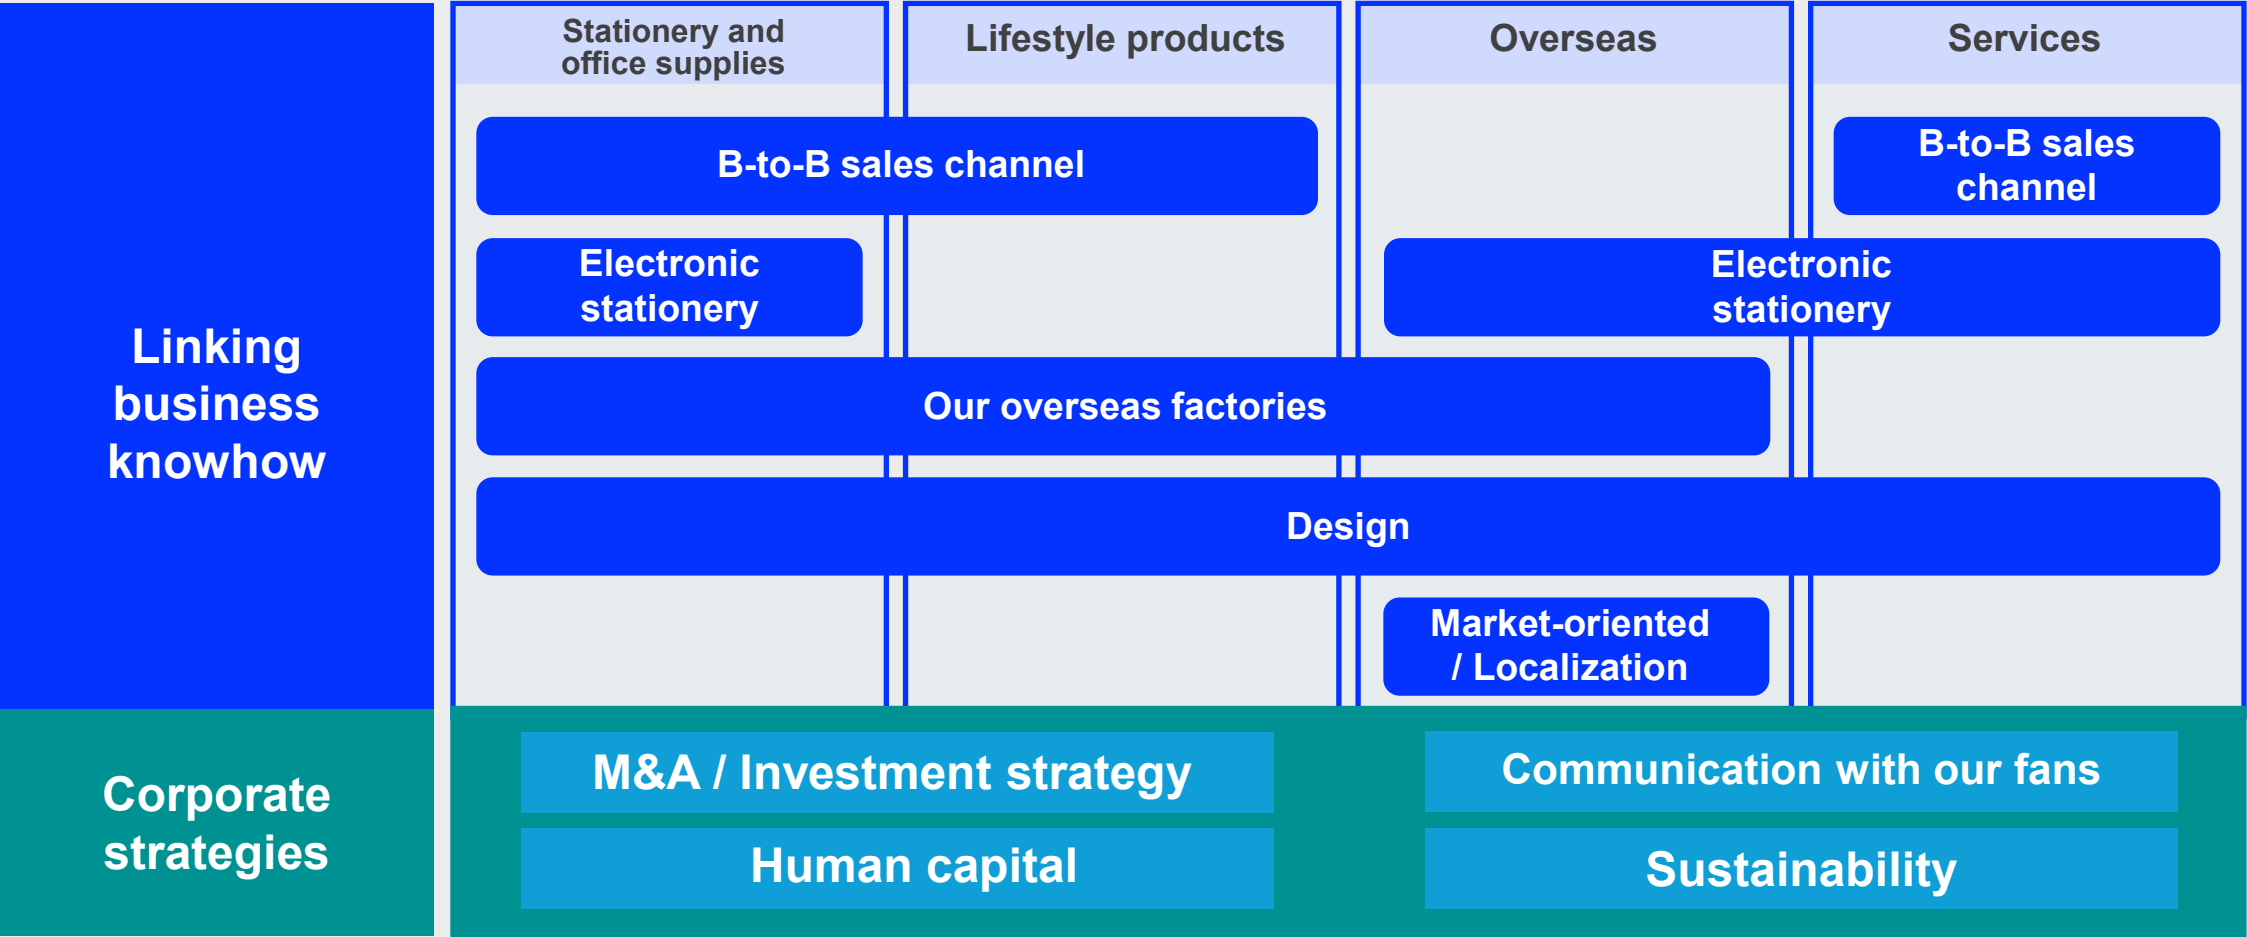 Stationery and
office supplies
Lifestyle products
Overseas
Services
Linking
business
knowhow
B-to-B sales channel
B-to-B sales
channel
Electronic
stationery
Electronic
stationery
Our overseas factories
Design
Market-oriented
/ Localization
Corporate
strategies
M&A / Investment strategy
Communication with our fans
Human capital
Sustainability